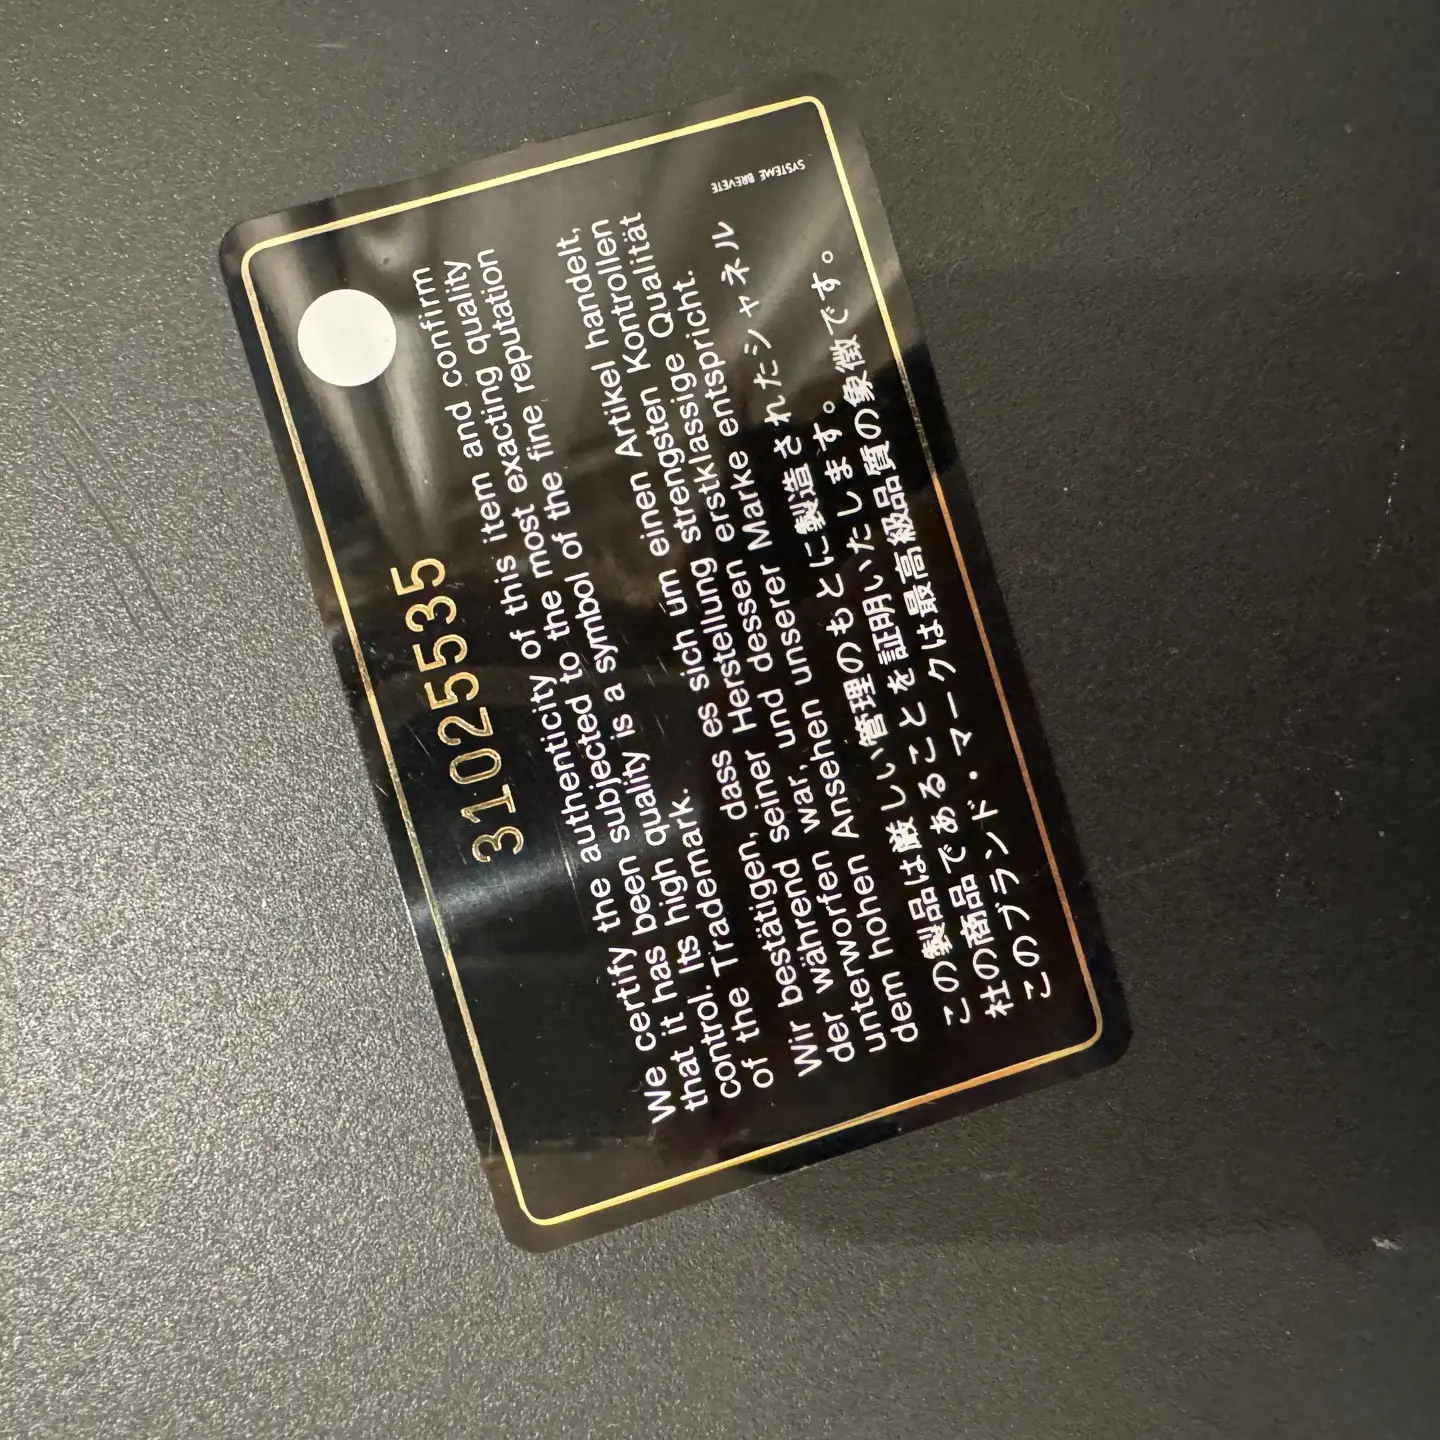 31025535
We certify the authenticity of this item and confirm
that it has been subjected to the most exacting quality
control. Its high quality is a symbol of the fine reputation
of the Trademark.
Wir bestätigen, dass es sich um einen Artikel handelt,
der während seiner Herstellung strengsten Kontrollen
unterworfen war, und dessen erstklassige Qualität
dem hohen Ansehen unserer Marke entspricht.
この製品は厳しい管理のもとに製造されたシャネル
社の商品であることを証明いたします。
このブランド・マークは最高級品質の象徴です。
SYSTEME BREVETE